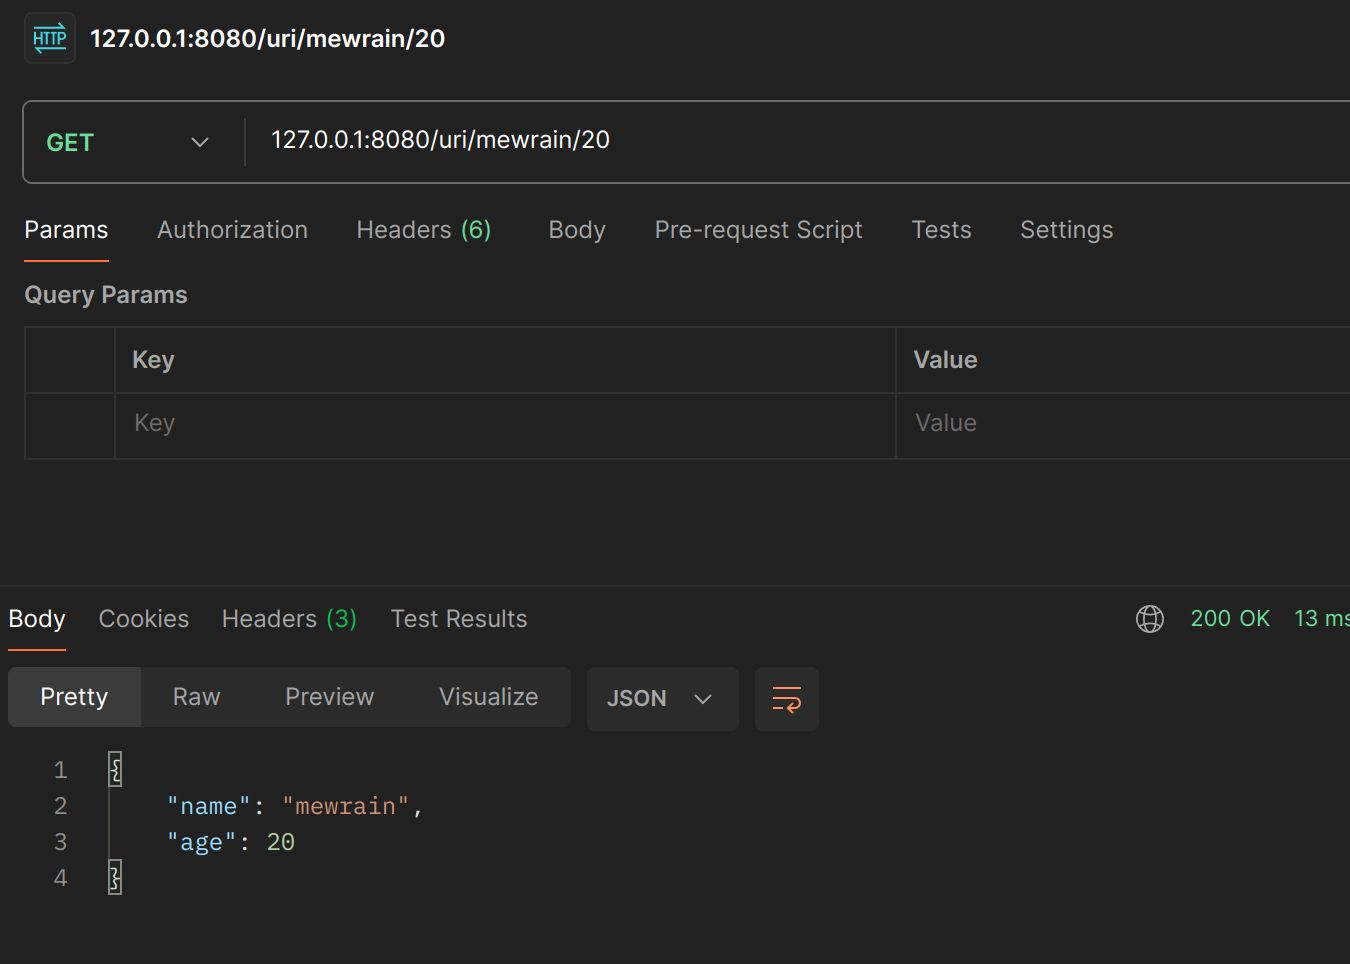 HTTP 127.0.0.1:8080/uri/mewrain/20
GET 127.0.0.1:8080/uri/mewrain/20
Params Authorization Headers (6) Body Pre-request Script Tests Settings
Query Params
Key Value
Key Value
Body Cookies Headers (3) Test Results 200 OK 13 ms
Pretty Raw Preview Visualize JSON
1 {
2 "name": "mewrain",
3 "age": 20
4 }